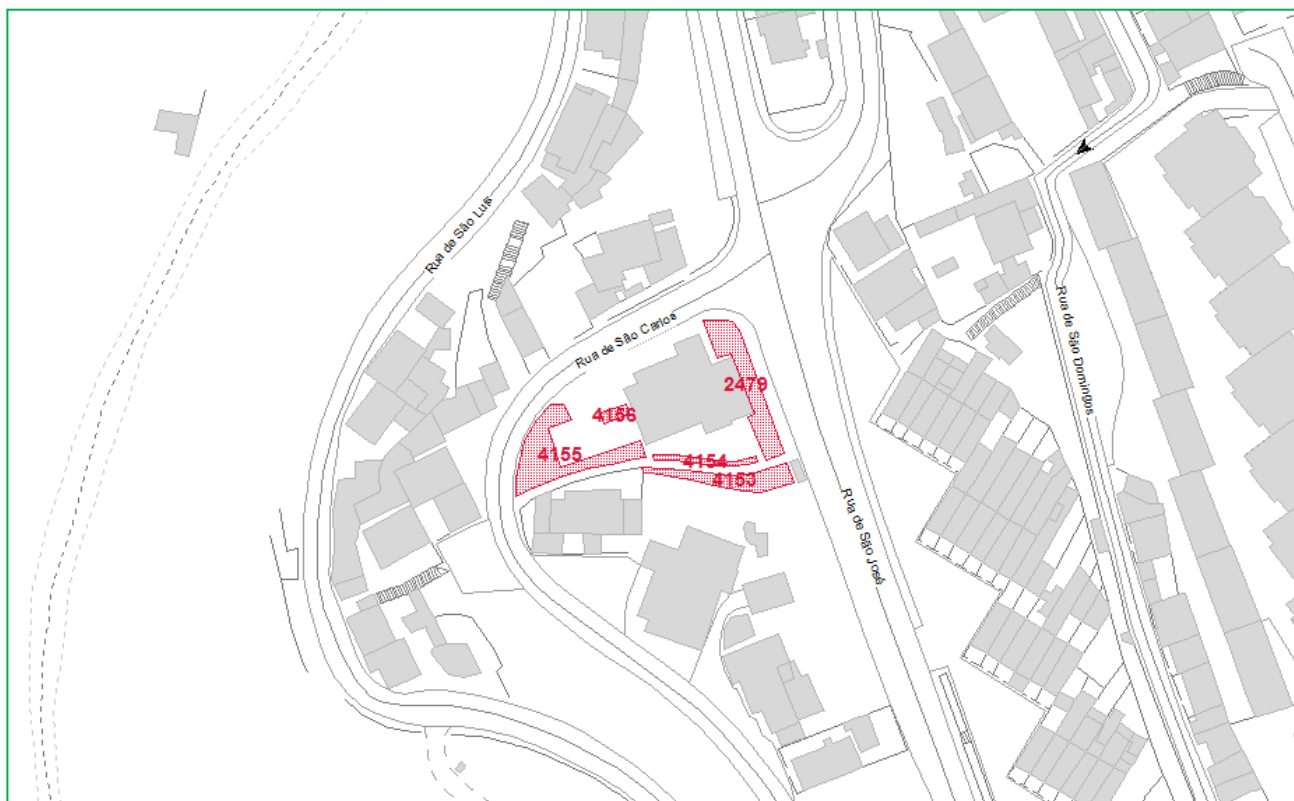 Rua de São Luís
Rua de São Carlos
2479
4156
4155
4154
4153
Rua de São José
Rua de São Domingos